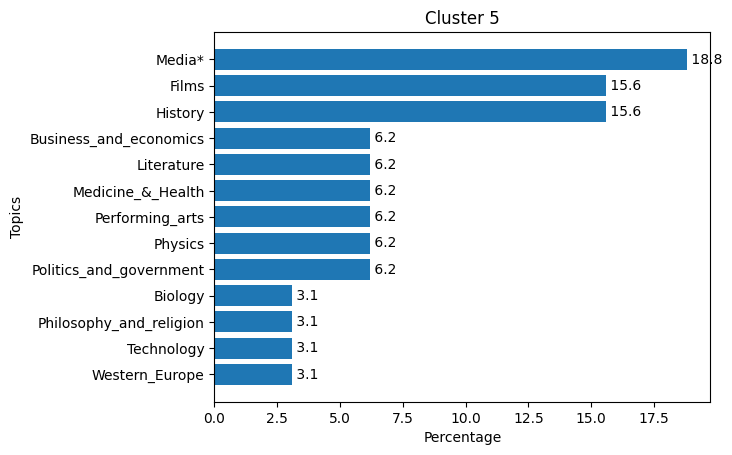 Cluster 5
Media* 18.8
Films 15.6
History 15.6
Business_and_economics 6.2
Literature 6.2
Medicine_&_Health 6.2
Performing_arts 6.2
Physics 6.2
Politics_and_government 6.2
Biology 3.1
Philosophy_and_religion 3.1
Technology 3.1
Western_Europe 3.1
Topics
0.0 2.5 5.0 7.5 10.0 12.5 15.0 17.5
Percentage